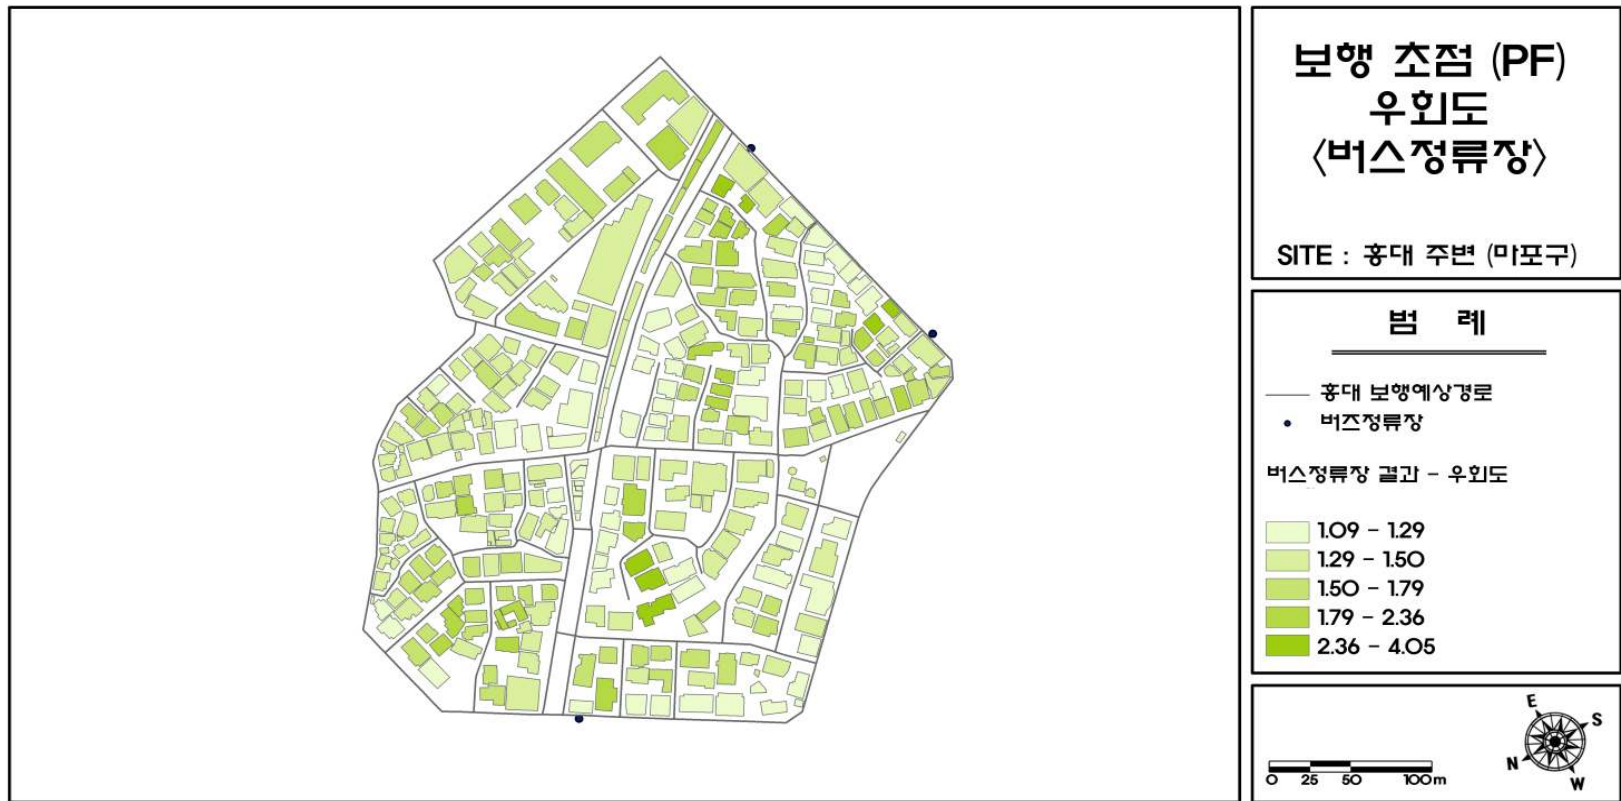 보행 초점 (PF)
우회도
〈버스정류장〉
SITE : 홍대 주변 (마포구)
범 례
홍대 보행예상경로
버즈정류장
버스정류장 결과 - 우회도
1.09 - 1.29
1.29 - 1.50
1.50 - 1.79
1.79 - 2.36
2.36 - 4.05
E
S
N
W
0 25 50 100m